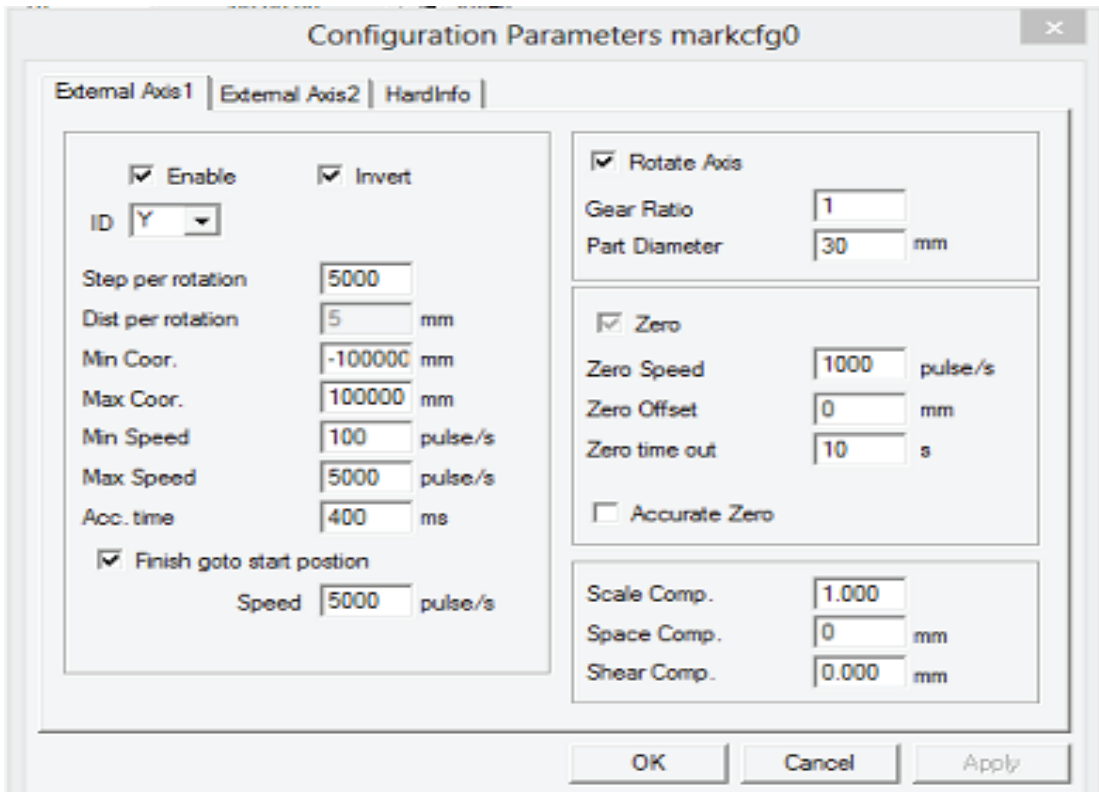 Configuration Parameters markcfg0
External Axis1 External Axis2 HardInfo
Enable Invert
ID Y
Step per rotation 5000
Dist per rotation 5 mm
Min Coor. -100000 mm
Max Coor. 100000 mm
Min Speed 100 pulse/s
Max Speed 5000 pulse/s
Acc. time 400 ms
Finish goto start postion
Speed 5000 pulse/s
Rotate Axis
Gear Ratio 1
Part Diameter 30 mm
Zero
Zero Speed 1000 pulse/s
Zero Offset 0 mm
Zero time out 10 s
Accurate Zero
Scale Comp. 1.000
Space Comp. 0 mm
Shear Comp. 0.000 mm
OK Cancel Apply